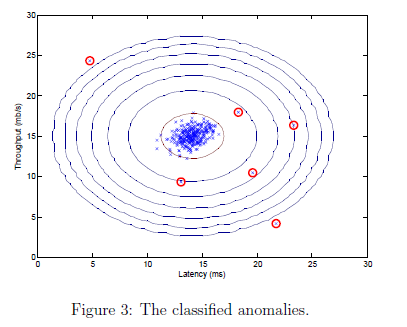 30
25
20
15
10
5
0
0 5 10 15 20 25 30
Throughput (mb/s)
Latency (ms)
Figure 3: The classified anomalies.